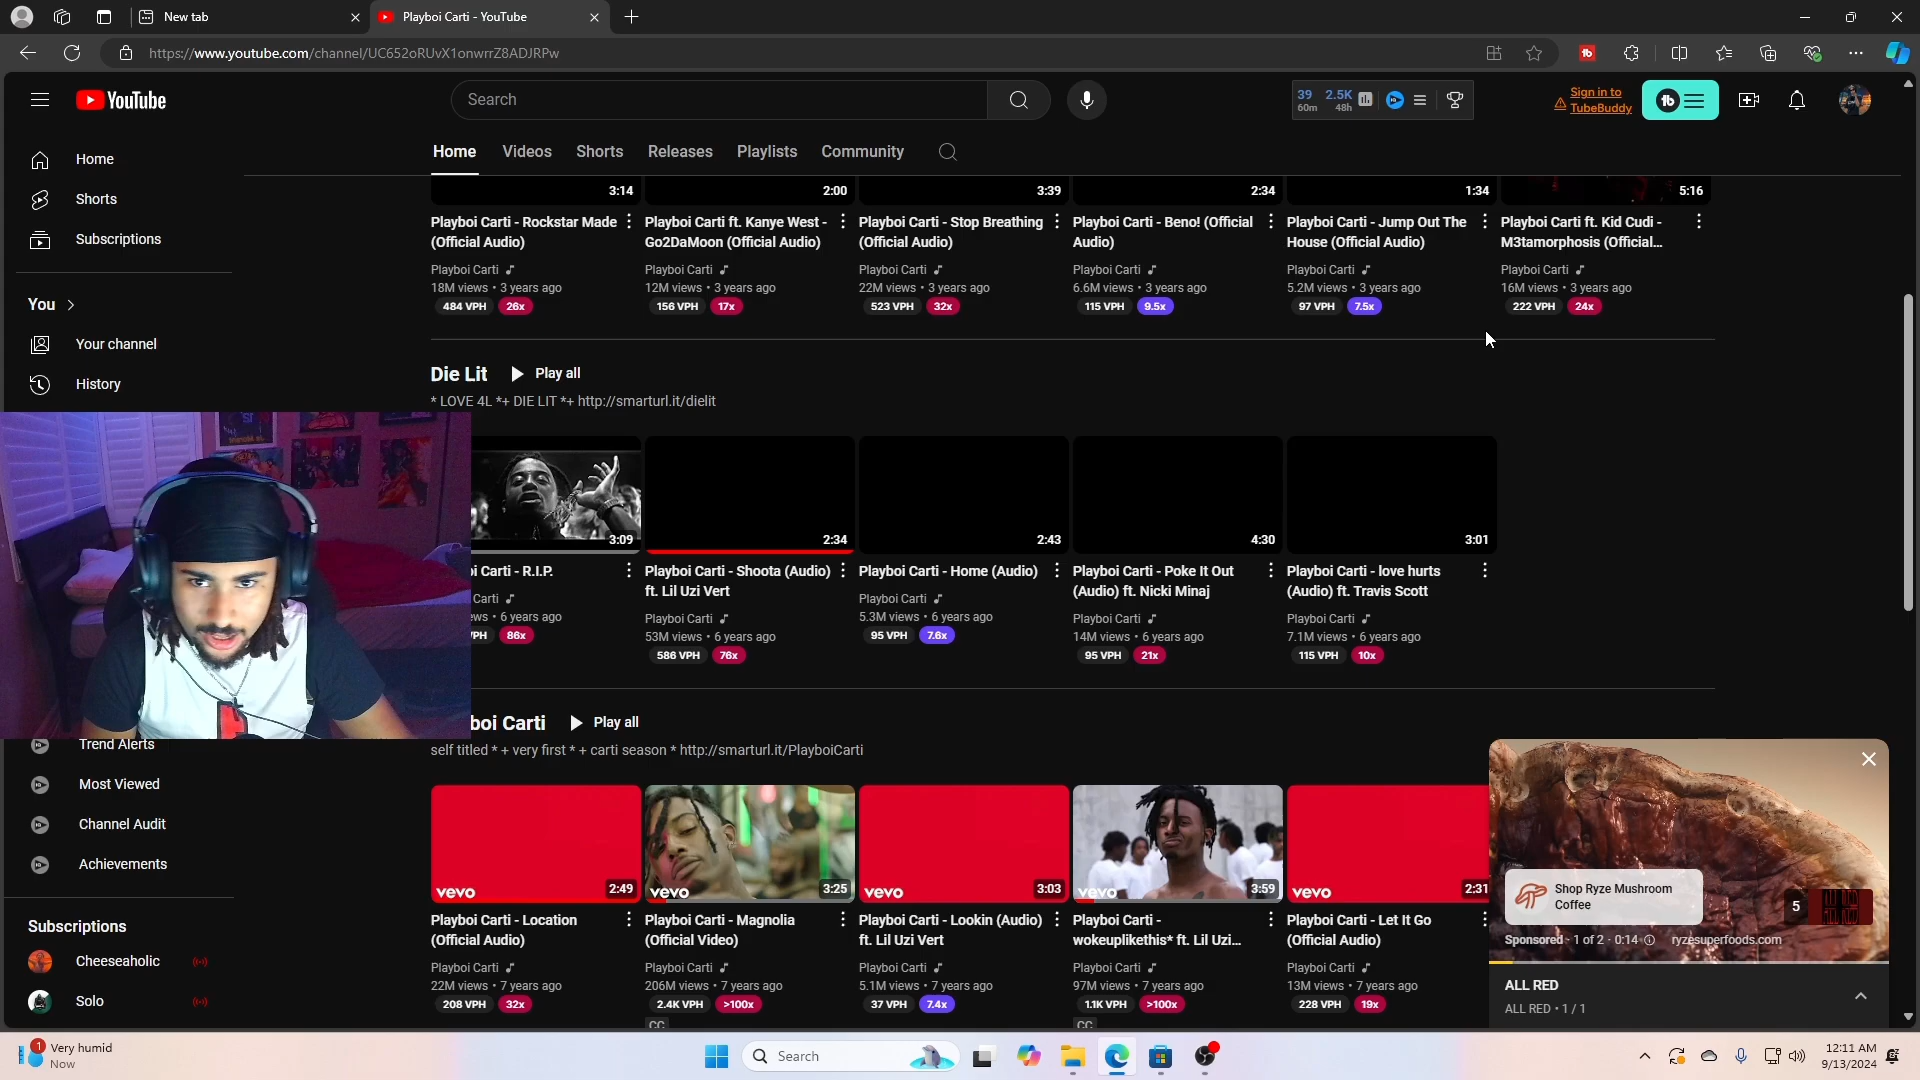 New tab
Playboi Carti - YouTube
https://www.youtube.com/channel/UC652oRUvX1onwrrZ8ADJRPw
YouTube
Search
39 60m 2.5K 48h
Sign in to TubeBuddy
Home
Shorts
Subscriptions
You
Your channel
History
Home Videos Shorts Releases Playlists Community
3:14 2:00 3:39 2:34 1:34 5:16
Playboi Carti - Rockstar Made (Official Audio)
Playboi Carti
18M views • 3 years ago
484 VPH 26x
Playboi Carti ft. Kanye West - Go2DaMoon (Official Audio)
Playboi Carti
12M views • 3 years ago
156 VPH 17x
Playboi Carti - Stop Breathing (Official Audio)
Playboi Carti
22M views • 3 years ago
523 VPH 32x
Playboi Carti - Beno! (Official Audio)
Playboi Carti
6.6M views • 3 years ago
115 VPH 9.5x
Playboi Carti - Jump Out The House (Official Audio)
Playboi Carti
5.2M views • 3 years ago
97 VPH 7.5x
Playboi Carti ft. Kid Cudi - M3tamorphosis (Official...
Playboi Carti
16M views • 3 years ago
222 VPH 24x
Die Lit Play all
* LOVE 4L *+ DIE LIT *+ http://smarturl.it/dielit
3:09 2:34 2:43 4:30 3:01
i Carti - R.I.P.
Carti
ws • 6 years ago
PH 86x
Playboi Carti - Shoota (Audio) ft. Lil Uzi Vert
Playboi Carti
53M views • 6 years ago
586 VPH 76x
Playboi Carti - Home (Audio)
Playboi Carti
5.3M views • 6 years ago
95 VPH 7.6x
Playboi Carti - Poke It Out (Audio) ft. Nicki Minaj
Playboi Carti
14M views • 6 years ago
95 VPH 21x
Playboi Carti - love hurts (Audio) ft. Travis Scott
Playboi Carti
7.1M views • 6 years ago
115 VPH 10x
boi Carti Play all
self titled * + very first * + carti season * http://smarturl.it/PlayboiCarti
vevo 2:49 vevo 3:25 vevo 3:03 vevo 3:59 vevo 2:31
Playboi Carti - Location (Official Audio)
Playboi Carti
22M views • 7 years ago
208 VPH 32x
Playboi Carti - Magnolia (Official Video)
Playboi Carti
206M views • 7 years ago
2.4K VPH >100x
CC
Playboi Carti - Lookin (Audio) ft. Lil Uzi Vert
Playboi Carti
5.1M views • 7 years ago
37 VPH 7.4x
Playboi Carti - wokeuplikethis* ft. Lil Uzi...
Playboi Carti
97M views • 7 years ago
1.1K VPH >100x
CC
Playboi Carti - Let It Go (Official Audio)
Playboi Carti
13M views • 7 years ago
228 VPH 19x
Trend Alerts
Most Viewed
Channel Audit
Achievements
Subscriptions
Cheeseaholic
Solo
Shop Ryze Mushroom Coffee
5
Sponsored · 1 of 2 · 0:14 ryzesuperfoods.com
ALL RED
ALL RED • 1 / 1
1
Very humid
Now
Search
12:11 AM
9/13/2024